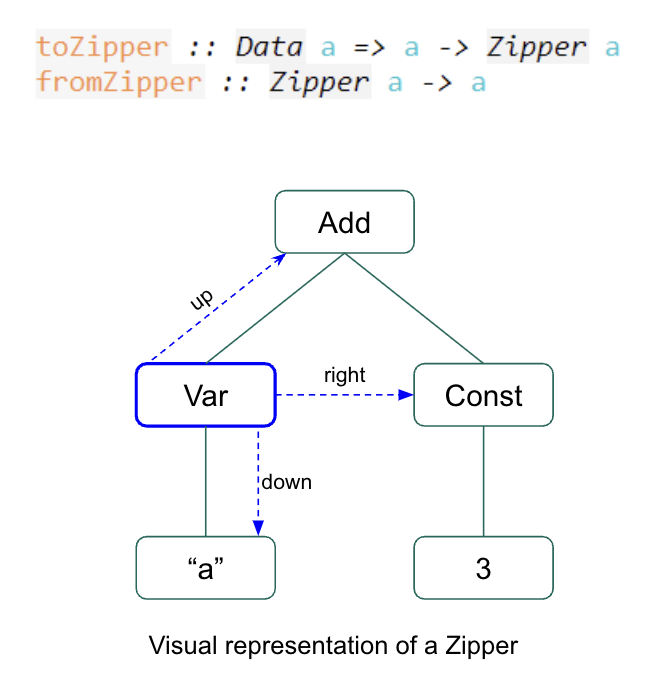 toZipper :: Data a => a -> Zipper a
fromZipper :: Zipper a -> a
Add
up
Var
right
Const
down
“a”
3
Visual representation of a Zipper